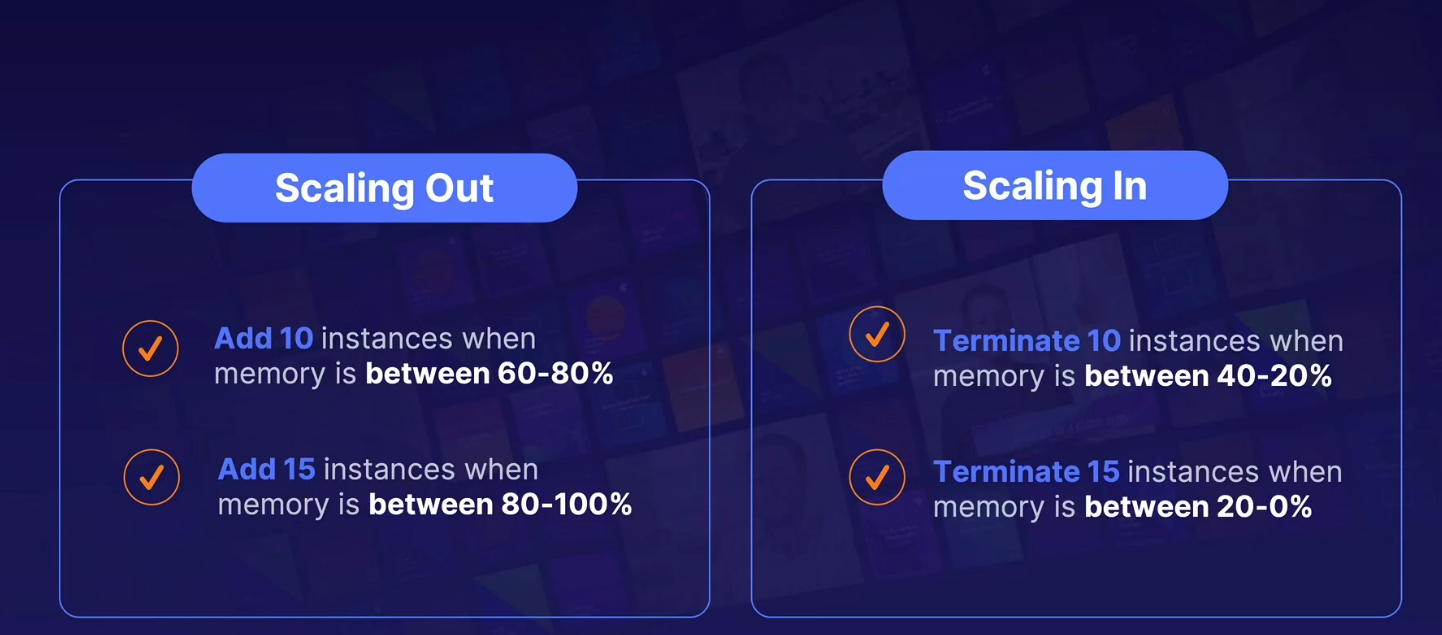 Scaling Out
Add 10 instances when
memory is between 60-80%
Add 15 instances when
memory is between 80-100%
Scaling In
Terminate 10 instances when
memory is between 40-20%
Terminate 15 instances when
memory is between 20-0%